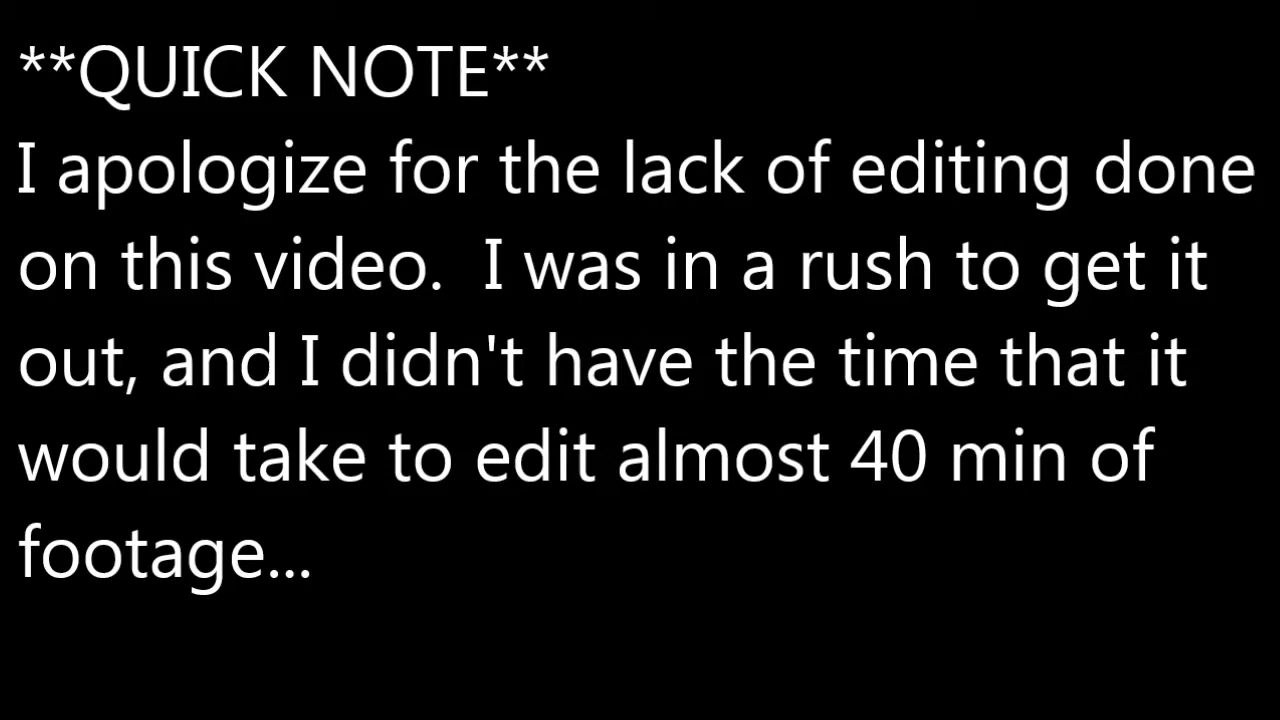 **QUICK NOTE**
I apologize for the lack of editing done
on this video.  I was in a rush to get it
out, and I didn't have the time that it
would take to edit almost 40 min of
footage...